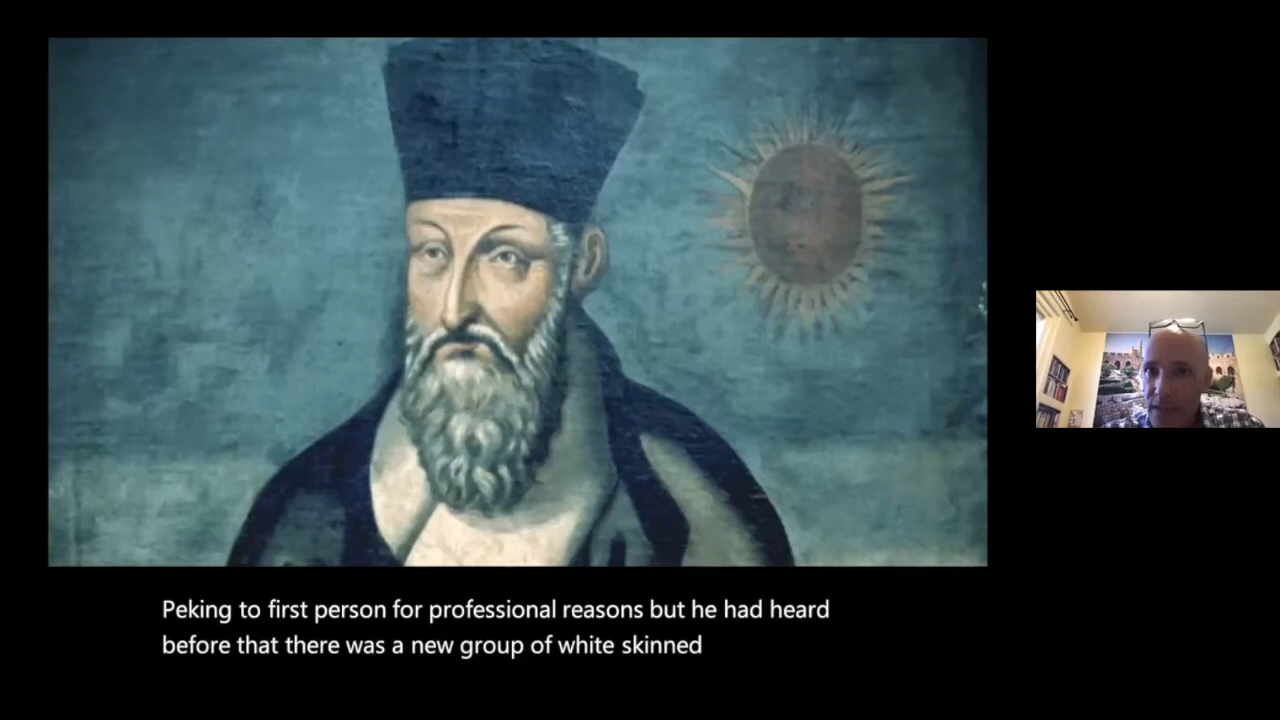 Peking to first person for professional reasons but he had heard
before that there was a new group of white skinned